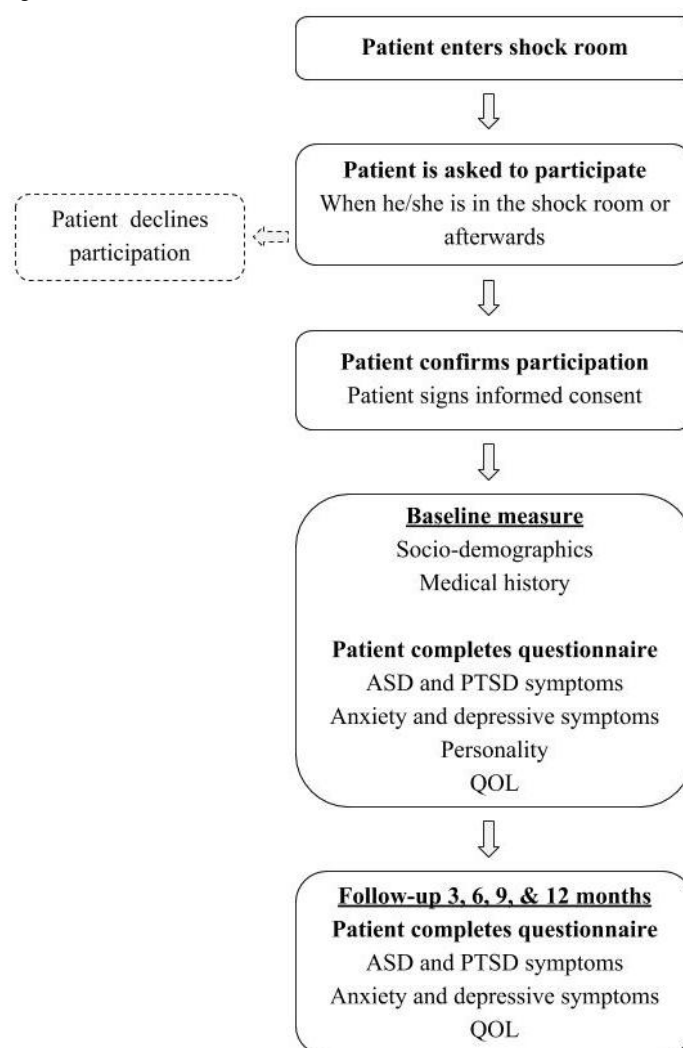 Patient enters shock room
Patient is asked to participate
When he/she is in the shock room or
afterwards
Patient declines
participation
Patient confirms participation
Patient signs informed consent
Baseline measure
Socio-demographics
Medical history
Patient completes questionnaire
ASD and PTSD symptoms
Anxiety and depressive symptoms
Personality
QOL
Follow-up 3, 6, 9, & 12 months
Patient completes questionnaire
ASD and PTSD symptoms
Anxiety and depressive symptoms
QOL